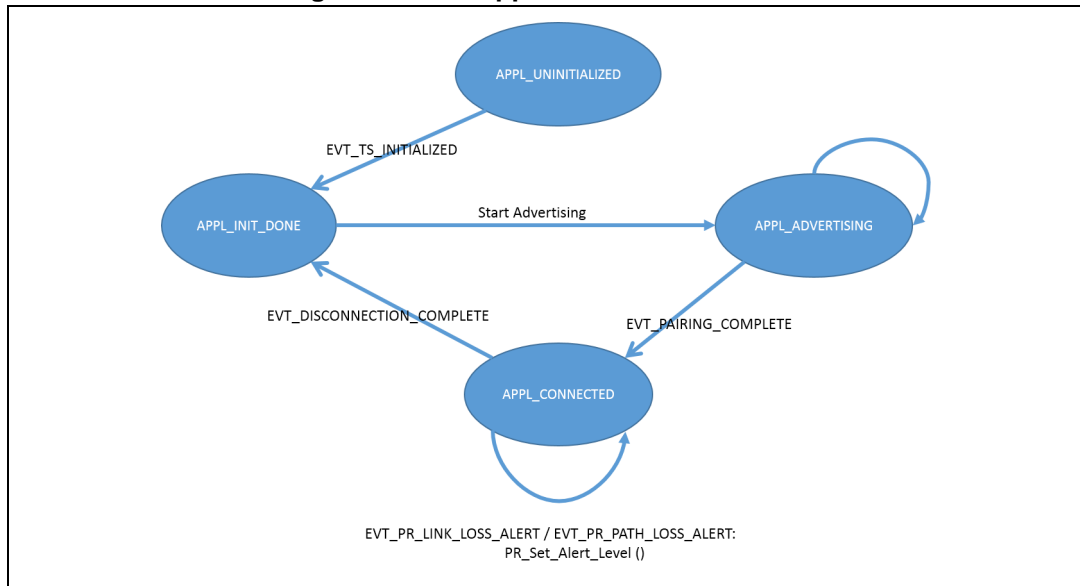 APPL_UNINITIALIZED
EVT_TS_INITIALIZED
APPL_INIT_DONE
Start Advertising
APPL_ADVERTISING
EVT_DISCONNECTION_COMPLETE
EVT_PAIRING_COMPLETE
APPL_CONNECTED
EVT_PR_LINK_LOSS_ALERT / EVT_PR_PATH_LOSS_ALERT:
PR_Set_Alert_Level ()